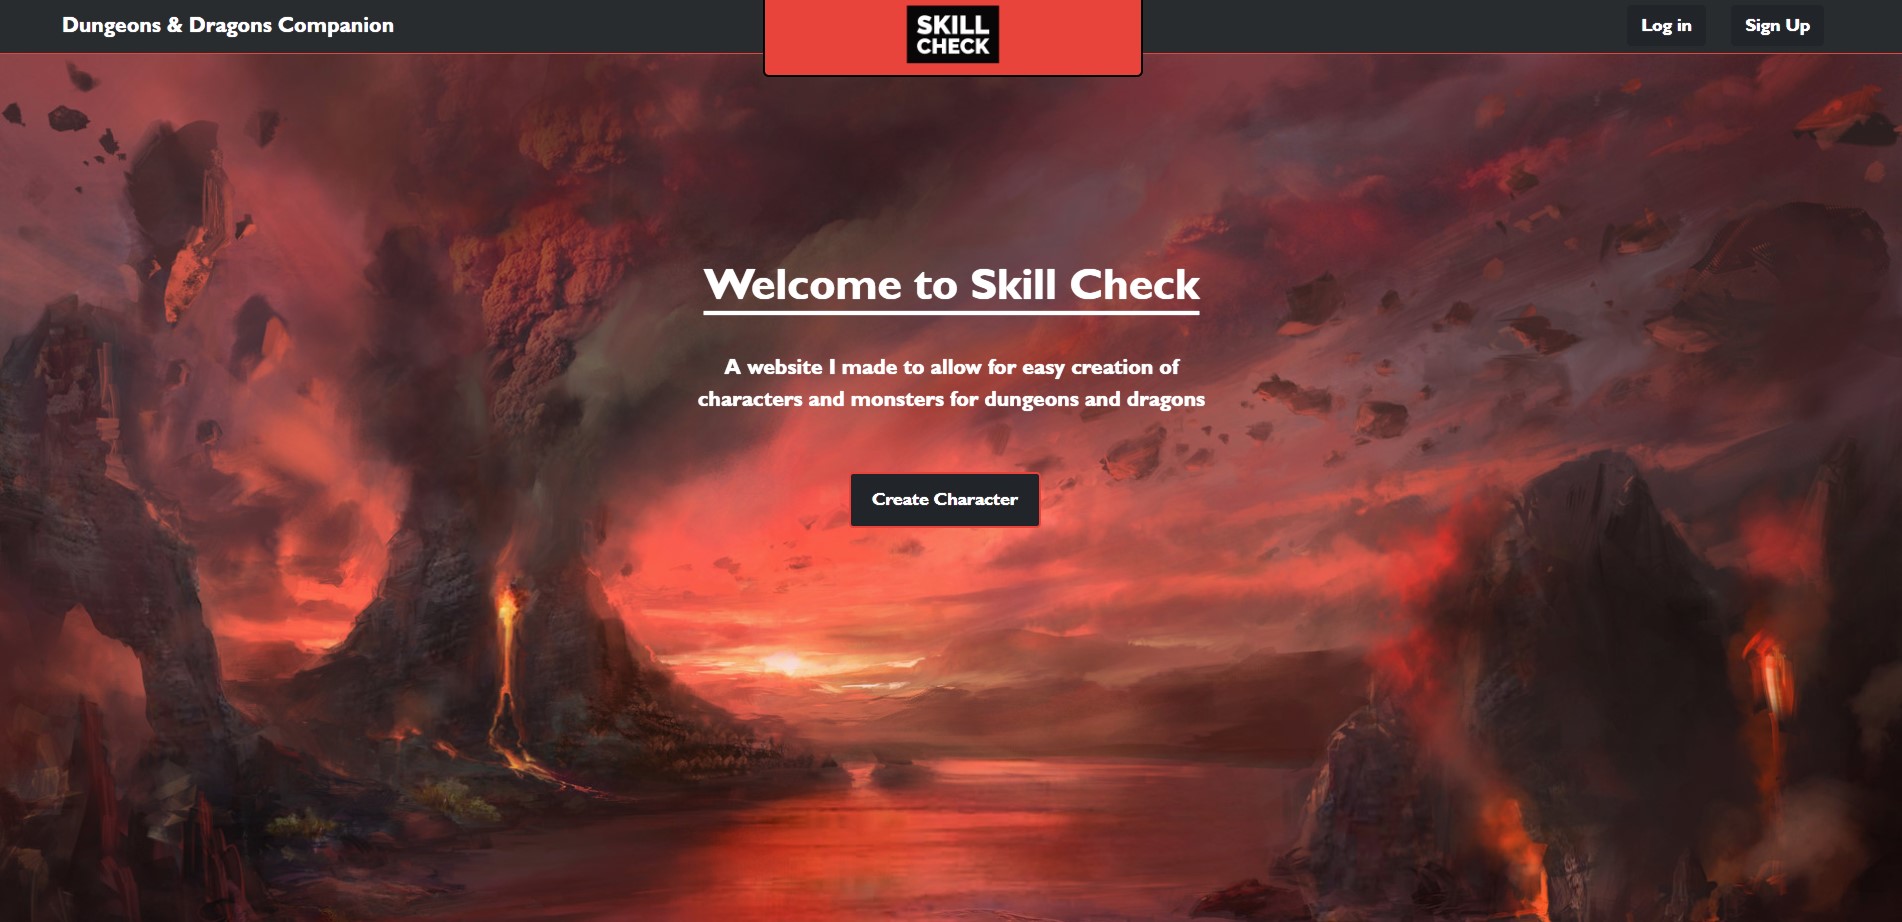 Dungeons & Dragons Companion
SKILL
CHECK
Log in
Sign Up
Welcome to Skill Check
A website I made to allow for easy creation of
characters and monsters for dungeons and dragons
Create Character